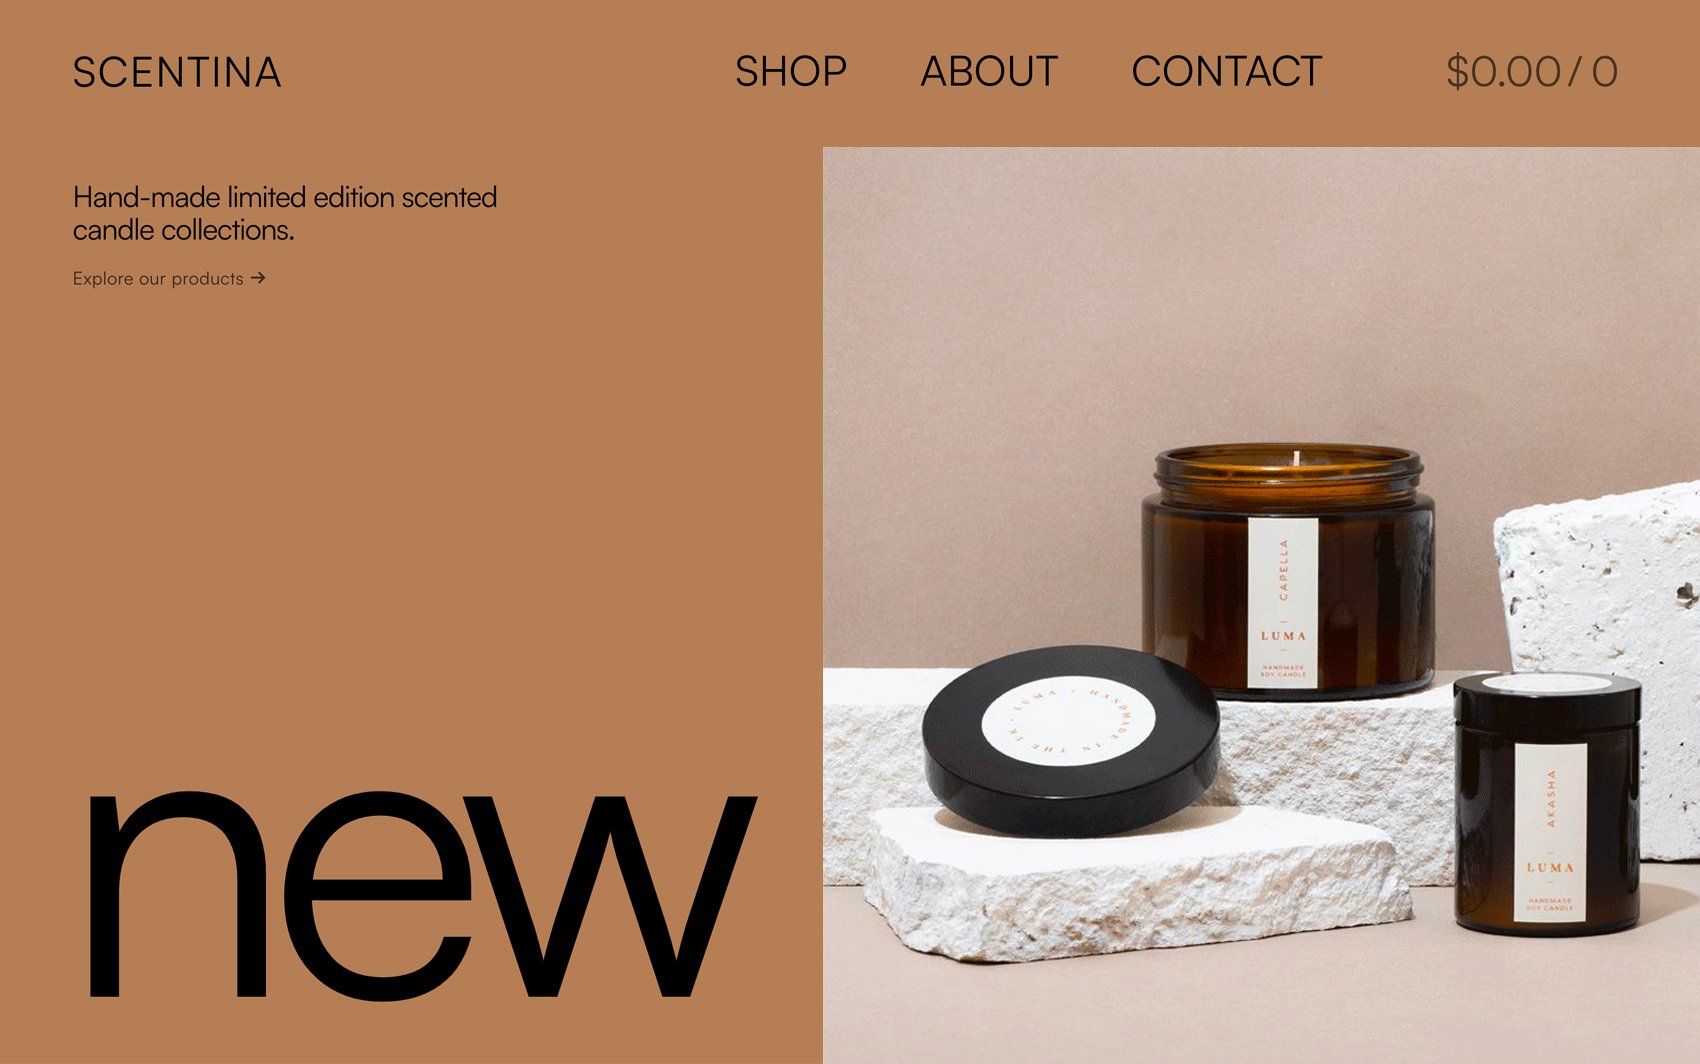 SCENTINA
SHOP ABOUT CONTACT $0.00 / 0
Hand-made limited edition scented
candle collections.
Explore our products →
new
CAPELLA
LUMA
HANDMADE
SOY CANDLE
LUMA • HANDMADE IN THE UK •
AKASHA
LUMA
HANDMADE
SOY CANDLE